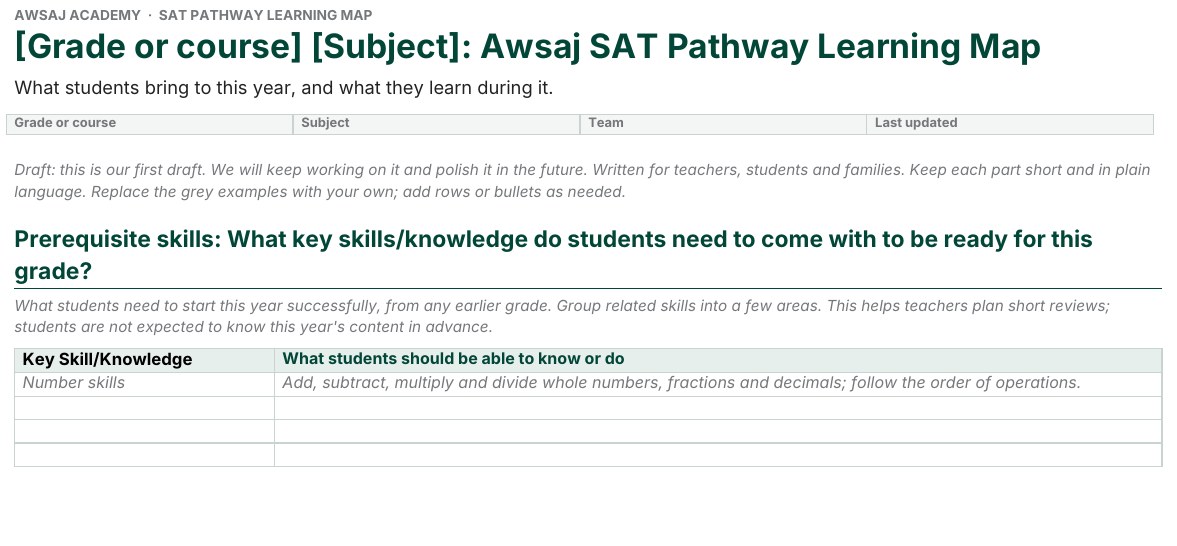 AWSAJ ACADEMY · SAT PATHWAY LEARNING MAP
[Grade or course] [Subject]: Awsaj SAT Pathway Learning Map
What students bring to this year, and what they learn during it.
Grade or course Subject Team Last updated
Draft: this is our first draft. We will keep working on it and polish it in the future. Written for teachers, students and families. Keep each part short and in plain
language. Replace the grey examples with your own; add rows or bullets as needed.
Prerequisite skills: What key skills/knowledge do students need to come with to be ready for this
grade?
What students need to start this year successfully, from any earlier grade. Group related skills into a few areas. This helps teachers plan short reviews;
students are not expected to know this year's content in advance.
Key Skill/Knowledge What students should be able to know or do
Number skills Add, subtract, multiply and divide whole numbers, fractions and decimals; follow the order of operations.